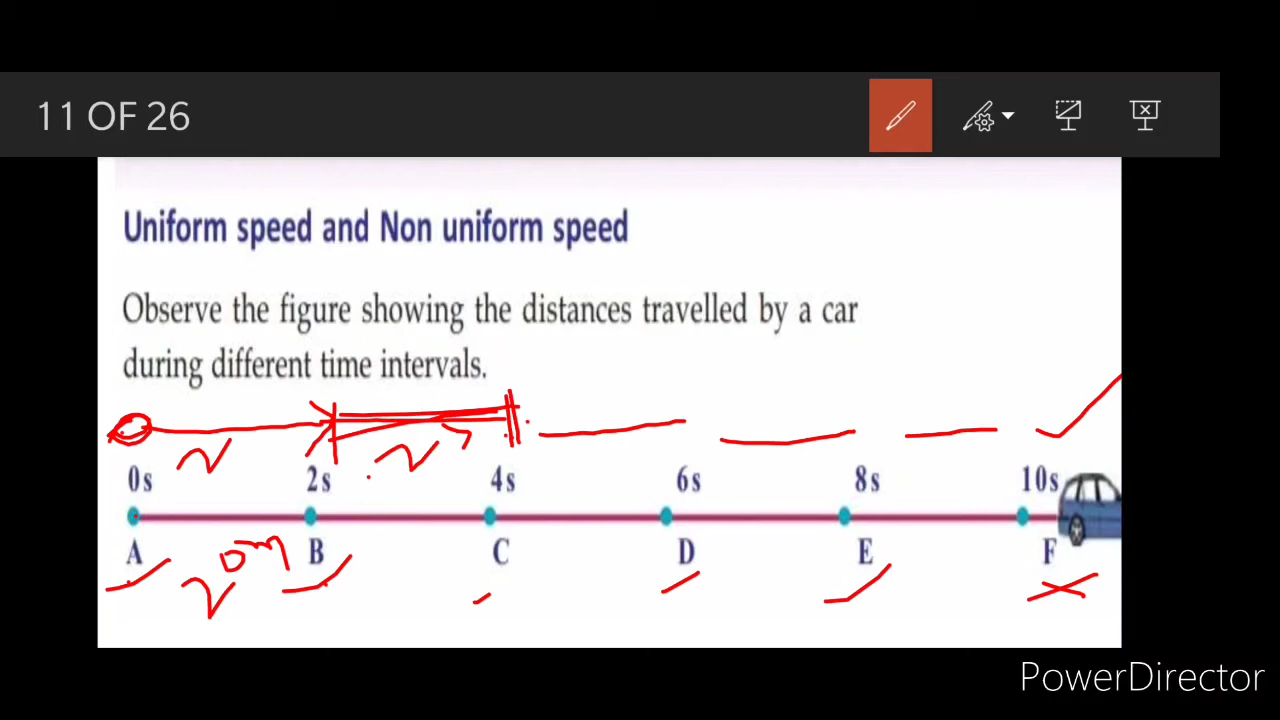 11 OF 26
Uniform speed and Non uniform speed
Observe the figure showing the distances travelled by a car
during different time intervals.
0s 2s 4s 6s 8s 10s
A B C D E F
PowerDirector